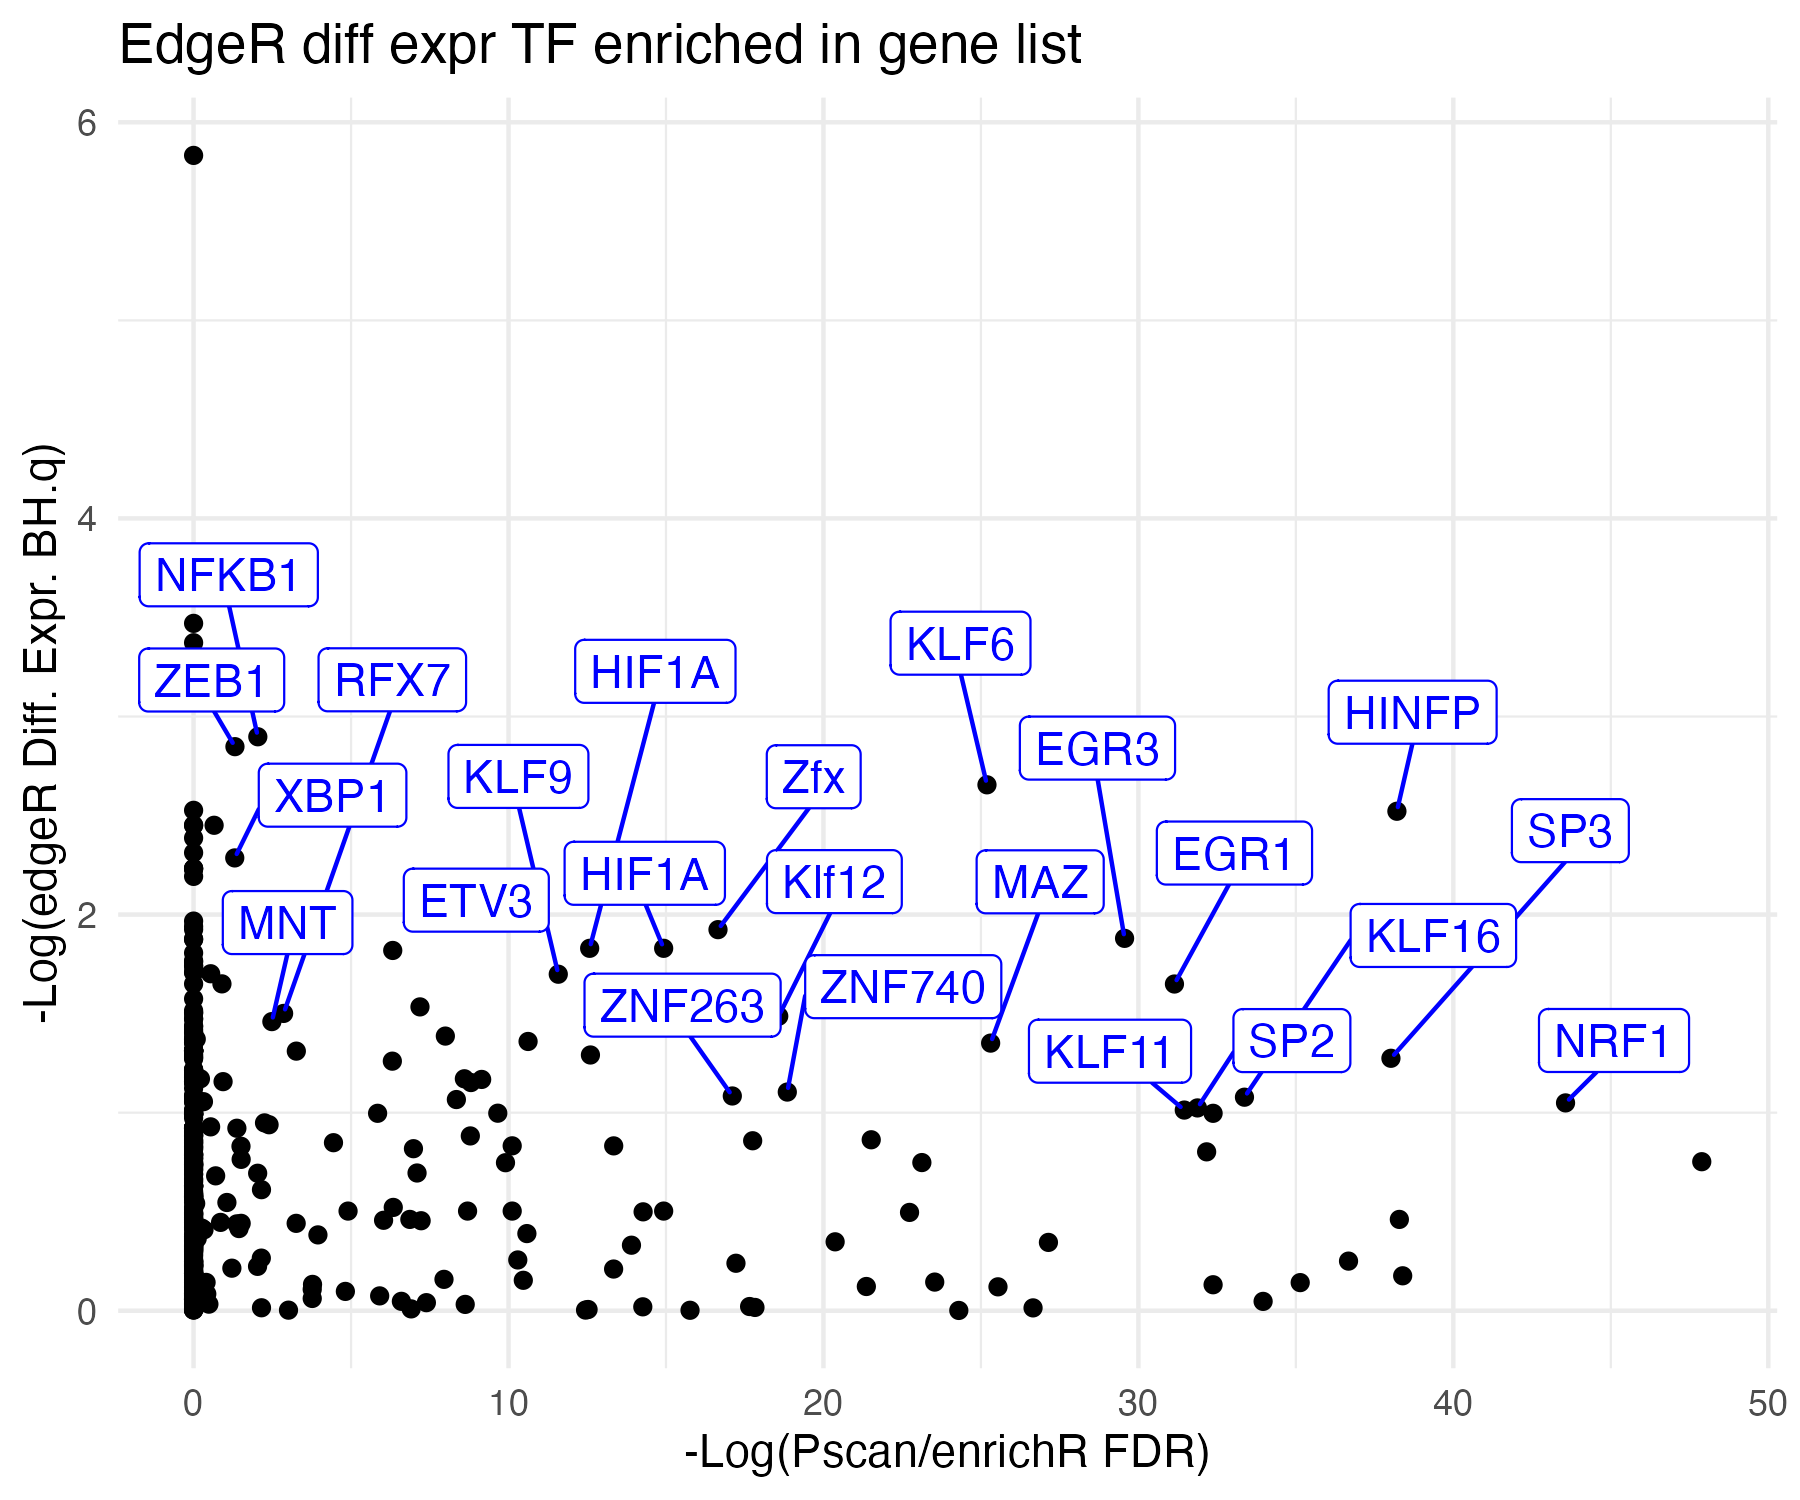 EdgeR diff expr TF enriched in gene list
-Log(edgeR Diff. Expr. BH.q)
6
4
2
0
NFKB1
ZEB1
RFX7
HIF1A
KLF6
HINFP
EGR3
XBP1
KLF9
Zfx
SP3
EGR1
MNT
ETV3
HIF1A
Klf12
MAZ
KLF16
ZNF263
ZNF740
KLF11
SP2
NRF1
0
10
20
30
40
50
-Log(Pscan/enrichR FDR)